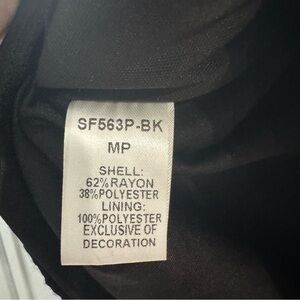 SF563P-BK
MP
SHELL:
62%RAYON
38%POLYESTER
LINING:
100%POLYESTER
EXCLUSIVE OF
DECORATION